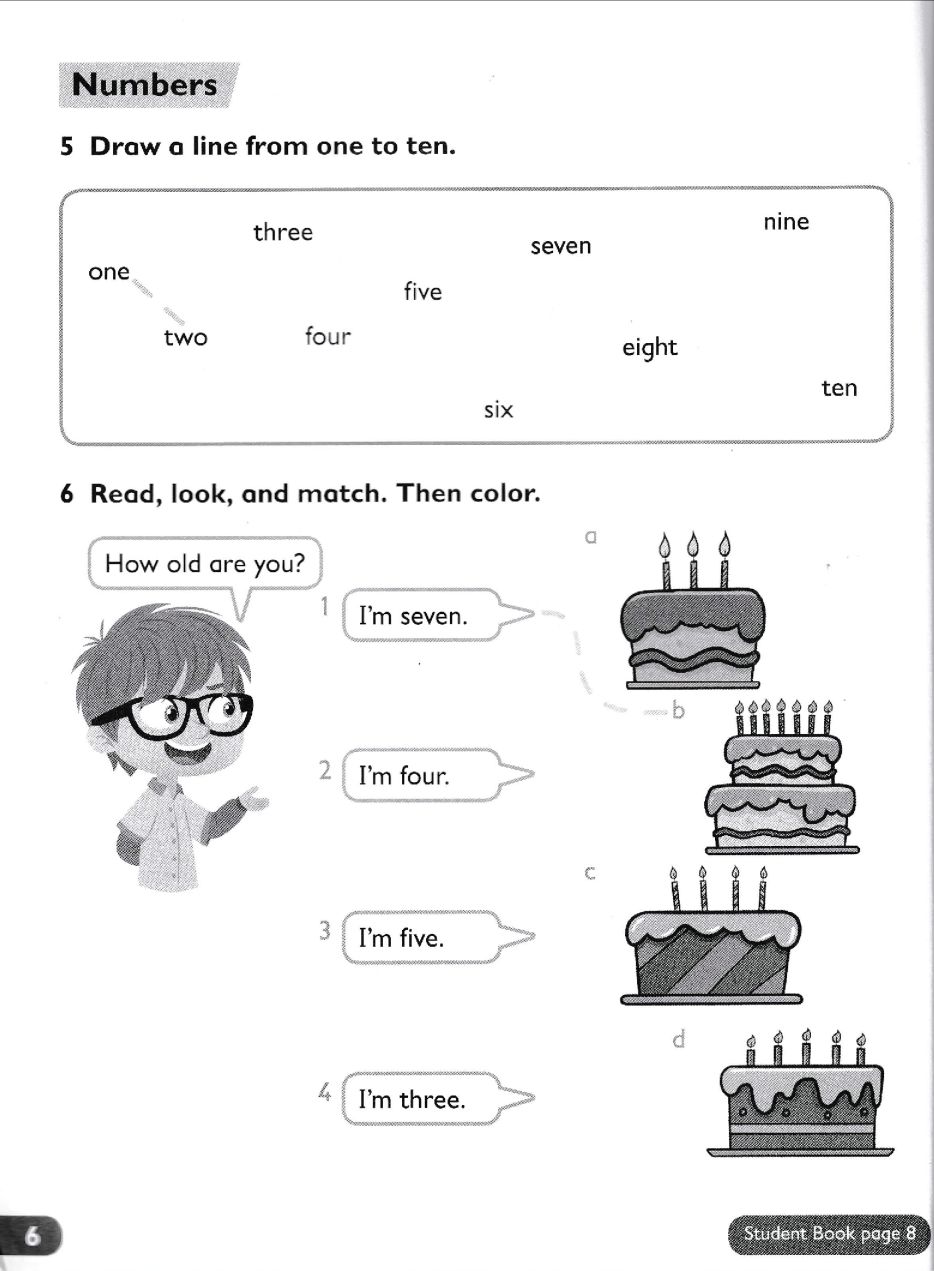 Numbers
5 Draw a line from one to ten.
three
nine
seven
one
five
two
four
eight
ten
six
6 Read, look, and match. Then color.
How old are you?
a
1 I'm seven.
b
2 I'm four.
c
3 I'm five.
d
4 I'm three.
6
Student Book page 8